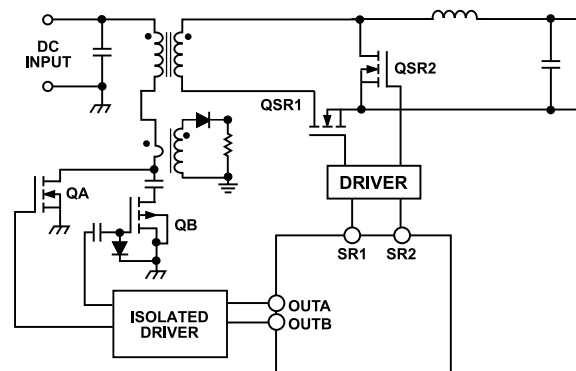 DC
INPUT
QSR2
QSR1
QA
QB
DRIVER
SR1
SR2
ISOLATED
DRIVER
OUTA
OUTB